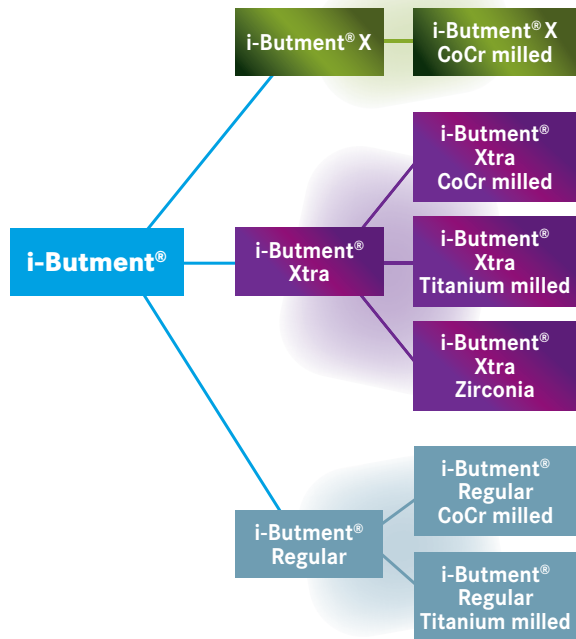 i-Butment® X
i-Butment® X
CoCr milled
i-Butment®
Xtra
CoCr milled
i-Butment®
i-Butment®
Xtra
i-Butment®
Xtra
Titanium milled
i-Butment®
Xtra
Zirconia
i-Butment®
Regular
i-Butment®
Regular
CoCr milled
i-Butment®
Regular
Titanium milled